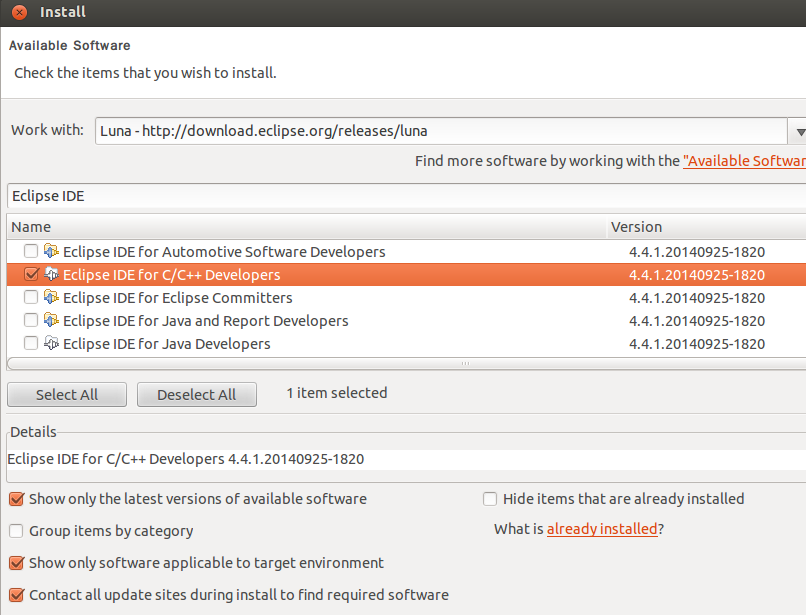 Install
Available Software
Check the items that you wish to install.
Work with: Luna - http://download.eclipse.org/releases/luna
Find more software by working with the "Available Softwar
Eclipse IDE
Name Version
Eclipse IDE for Automotive Software Developers 4.4.1.20140925-1820
Eclipse IDE for C/C++ Developers 4.4.1.20140925-1820
Eclipse IDE for Eclipse Committers 4.4.1.20140925-1820
Eclipse IDE for Java and Report Developers 4.4.1.20140925-1820
Eclipse IDE for Java Developers 4.4.1.20140925-1820
Select All Deselect All 1 item selected
Details
Eclipse IDE for C/C++ Developers 4.4.1.20140925-1820
Show only the latest versions of available software Hide items that are already installed
Group items by category What is already installed?
Show only software applicable to target environment
Contact all update sites during install to find required software